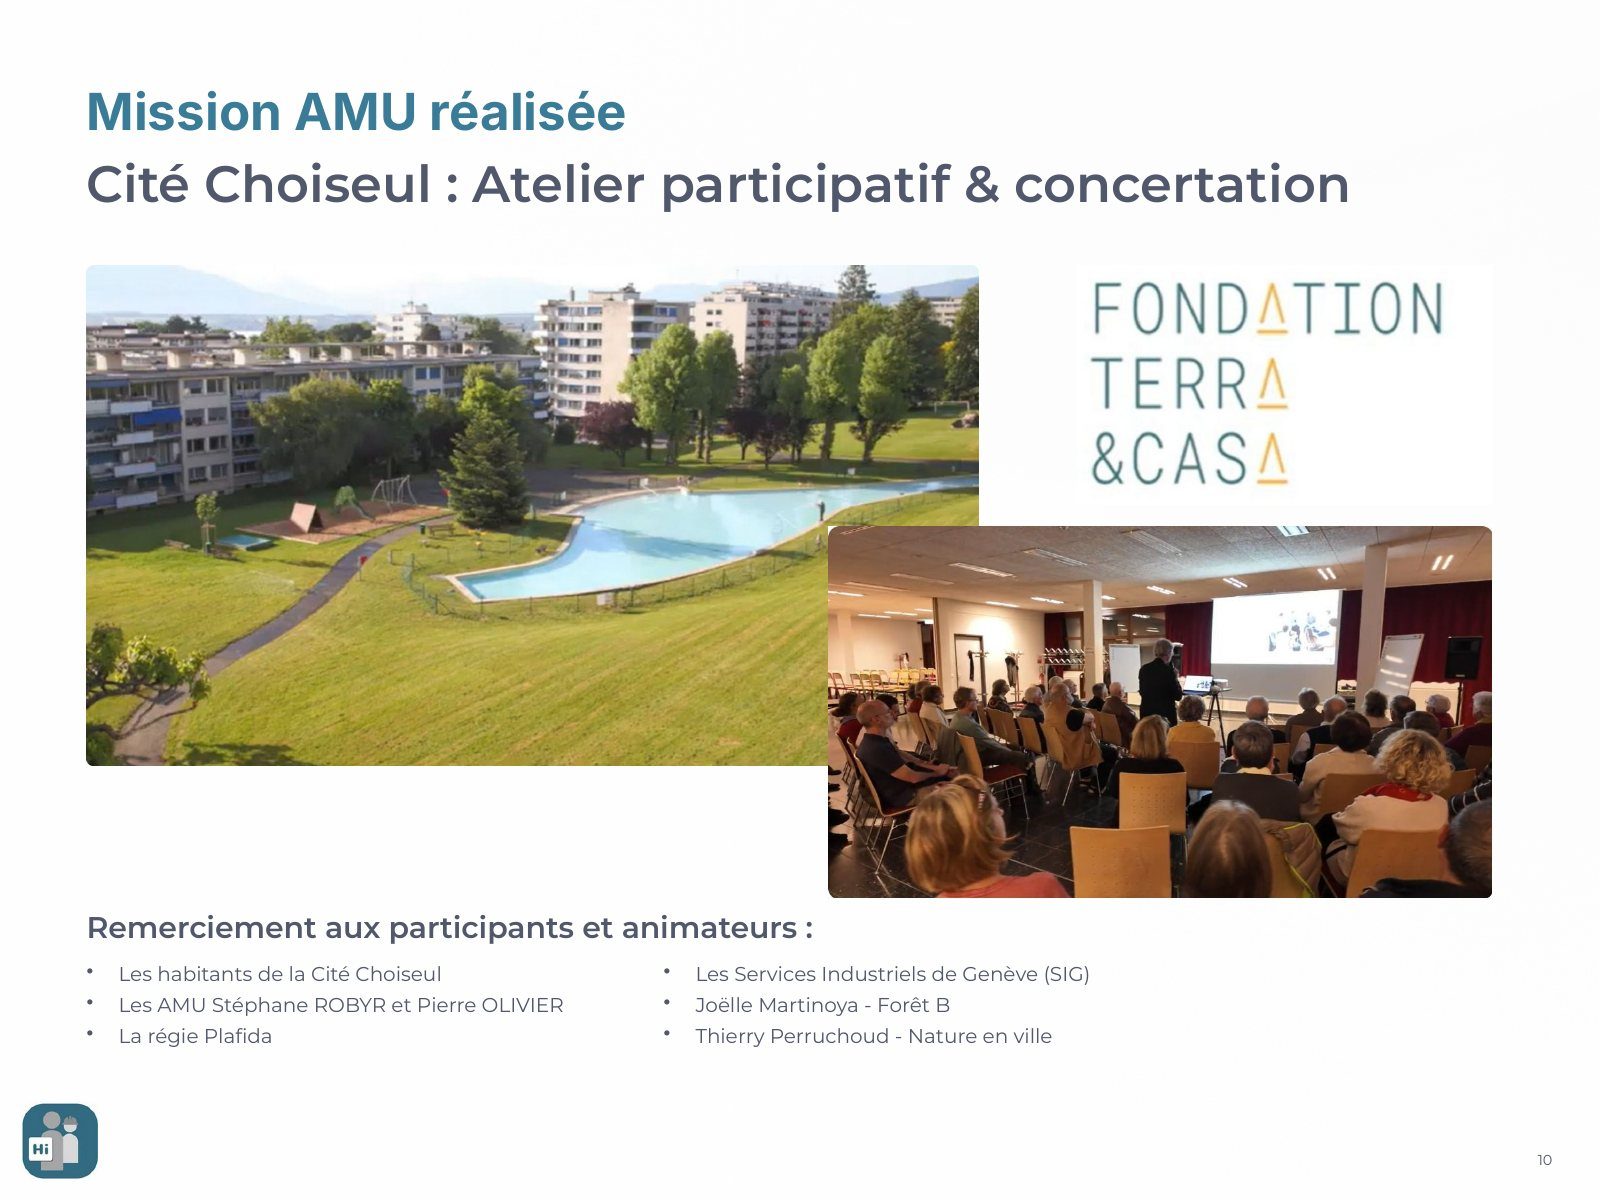 Mission AMU réalisée
Cité Choiseul : Atelier participatif & concertation
FONDATION
TERRA
&CASA
Remerciement aux participants et animateurs :
• Les habitants de la Cité Choiseul
• Les AMU Stéphane ROBYR et Pierre OLIVIER
• La régie Plafida
• Les Services Industriels de Genève (SIG)
• Joëlle Martinoya - Forêt B
• Thierry Perruchoud - Nature en ville
Hi
10